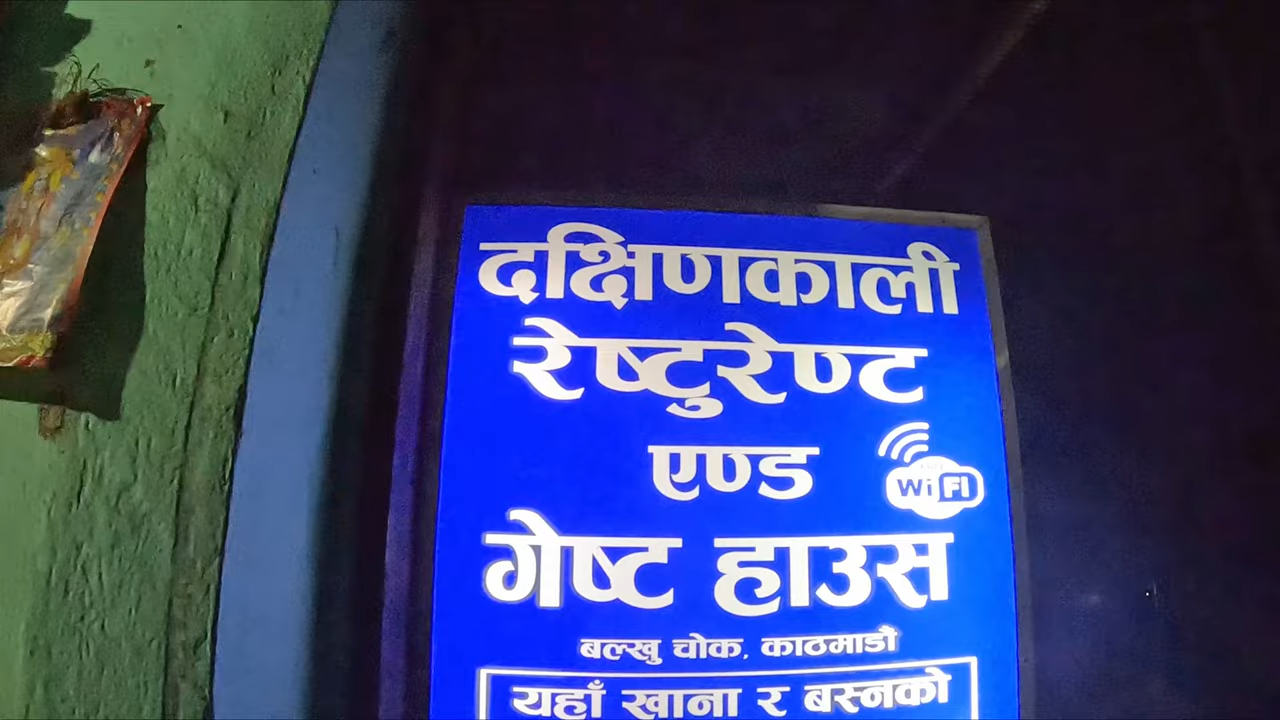 दक्षिणकाली
रेष्टुरेण्ट
एण्ड
WiFi
गेष्ट हाउस
बल्खु चोक, काठमाडौं
यहाँ खाना र बस्नको